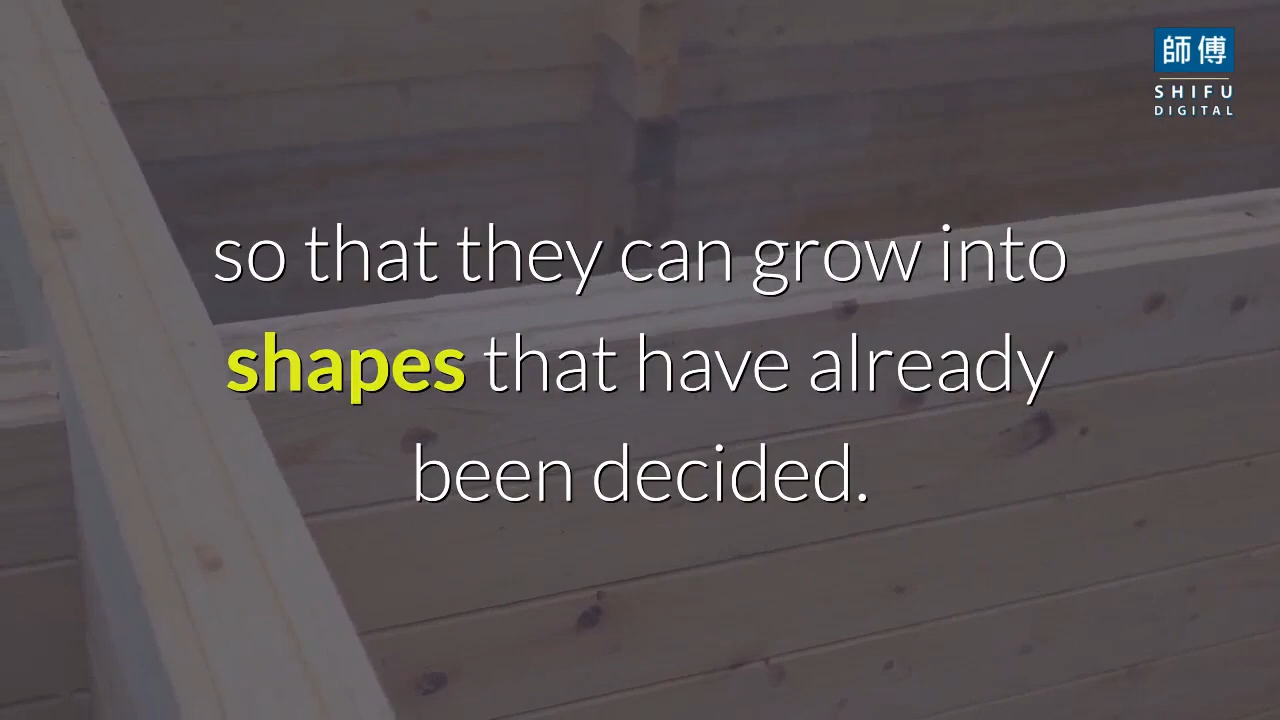 師傅
SHIFU
DIGITAL
so that they can grow into
shapes that have already
been decided.